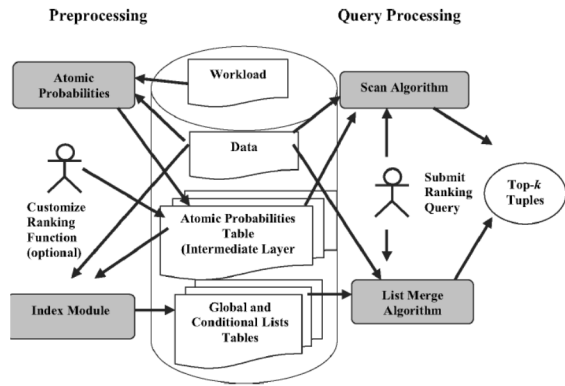 Preprocessing
Query Processing
Workload
Atomic
Probabilities
Scan Algorithm
Data
Customize
Ranking
Function
(optional)
Submit
Ranking
Query
Top-k
Tuples
Atomic Probabilities
Table
(Intermediate Layer
Index Module
Global and
Conditional Lists
Tables
List Merge
Algorithm